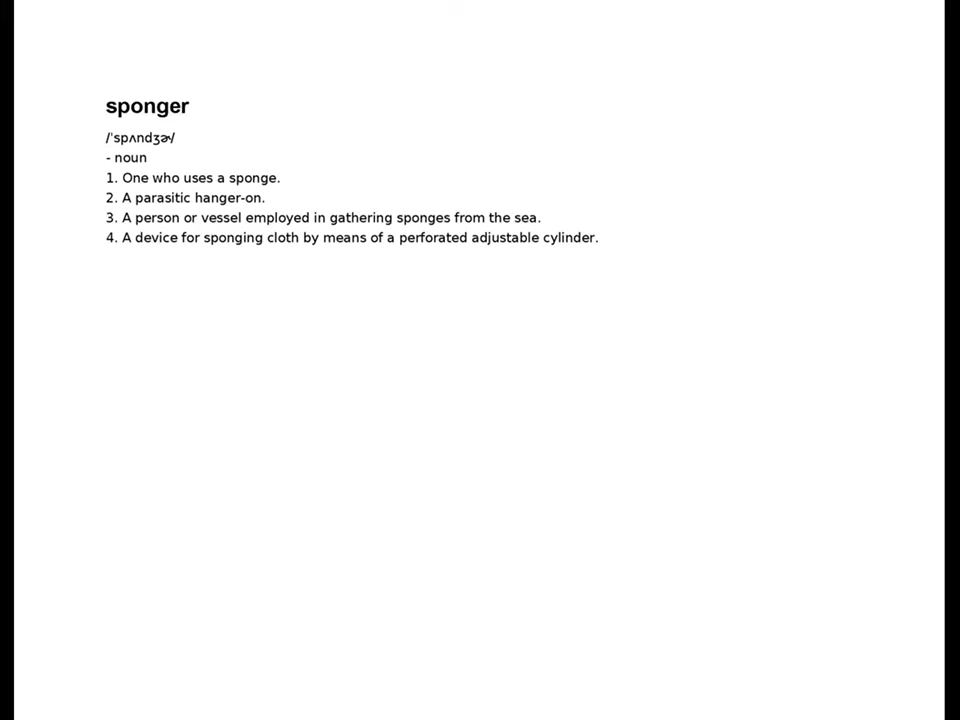 sponger
/ˈspʌndʒɚ/
- noun
1. One who uses a sponge.
2. A parasitic hanger-on.
3. A person or vessel employed in gathering sponges from the sea.
4. A device for sponging cloth by means of a perforated adjustable cylinder.